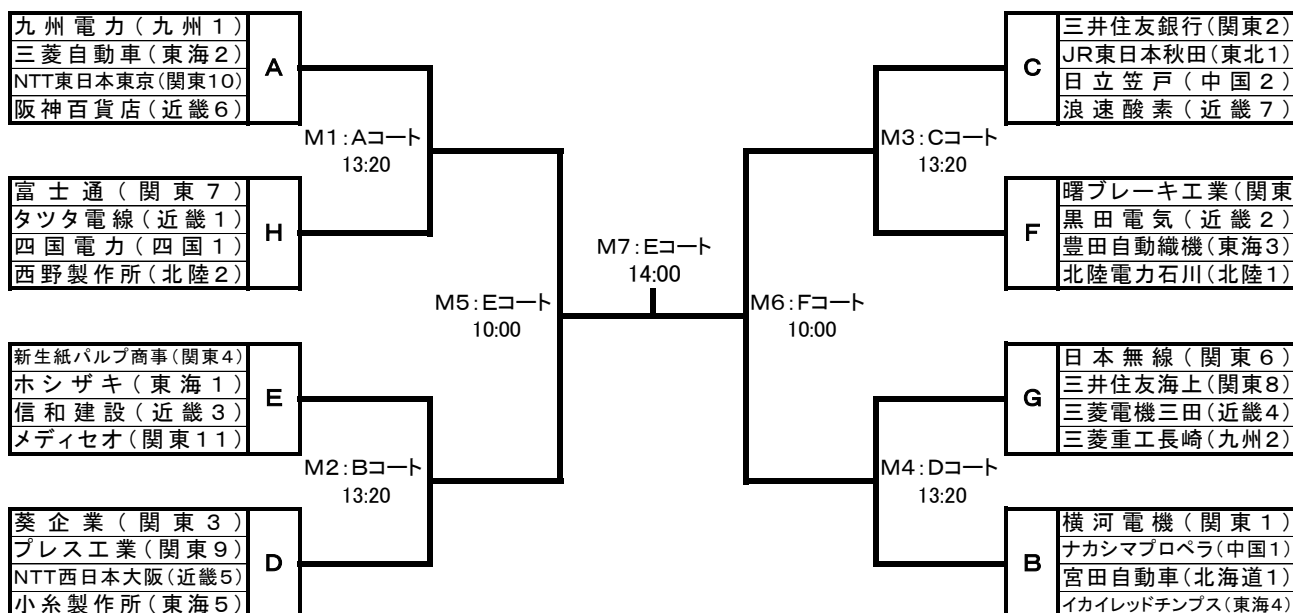 九州電力(九州1)
三菱自動車(東海2)
NTT東日本東京(関東10)
阪神百貨店(近畿6)
A
M1:Aコート
13:20
富士通(関東7)
タツタ電線(近畿1)
四国電力(四国1)
西野製作所(北陸2)
H
M5:Eコート
10:00
新生紙パルプ商事(関東4)
ホシザキ(東海1)
信和建設(近畿3)
メディセオ(関東11)
E
M2:Bコート
13:20
葵企業(関東3)
プレス工業(関東9)
NTT西日本大阪(近畿5)
小糸製作所(東海5)
D
M7:Eコート
14:00
C
三井住友銀行(関東2)
JR東日本秋田(東北1)
日立笠戸(中国2)
浪速酸素(近畿7)
M3:Cコート
13:20
F
曙ブレーキ工業(関東
黒田電気(近畿2)
豊田自動織機(東海3)
北陸電力石川(北陸1)
M6:Fコート
10:00
G
日本無線(関東6)
三井住友海上(関東8)
三菱電機三田(近畿4)
三菱重工長崎(九州2)
M4:Dコート
13:20
B
横河電機(関東1)
ナカシマプロペラ(中国1)
宮田自動車(北海道1)
イカイレッドチンプス(東海4)